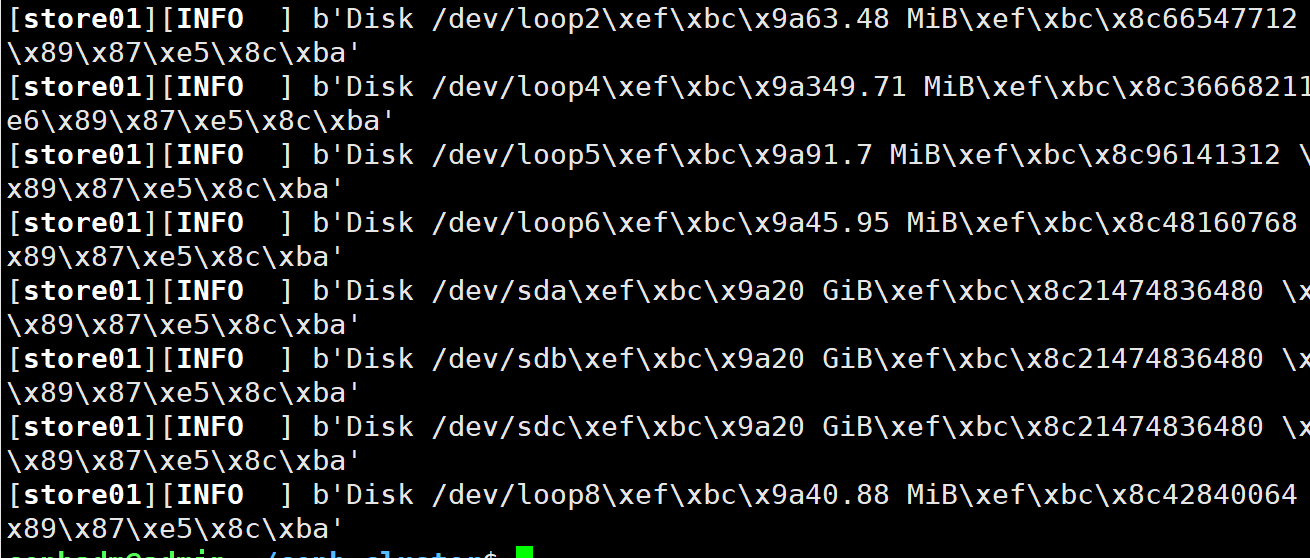 [store01][INFO  ] b'Disk /dev/loop2\xef\xbc\x9a63.48 MiB\xef\xbc\x8c66547712
\x89\x87\xe5\x8c\xba'
[store01][INFO  ] b'Disk /dev/loop4\xef\xbc\x9a349.71 MiB\xef\xbc\x8c36668211
e6\x89\x87\xe5\x8c\xba'
[store01][INFO  ] b'Disk /dev/loop5\xef\xbc\x9a91.7 MiB\xef\xbc\x8c96141312 \
x89\x87\xe5\x8c\xba'
[store01][INFO  ] b'Disk /dev/loop6\xef\xbc\x9a45.95 MiB\xef\xbc\x8c48160768
x89\x87\xe5\x8c\xba'
[store01][INFO  ] b'Disk /dev/sda\xef\xbc\x9a20 GiB\xef\xbc\x8c21474836480 \x
\x89\x87\xe5\x8c\xba'
[store01][INFO  ] b'Disk /dev/sdb\xef\xbc\x9a20 GiB\xef\xbc\x8c21474836480 \x
\x89\x87\xe5\x8c\xba'
[store01][INFO  ] b'Disk /dev/sdc\xef\xbc\x9a20 GiB\xef\xbc\x8c21474836480 \x
\x89\x87\xe5\x8c\xba'
[store01][INFO  ] b'Disk /dev/loop8\xef\xbc\x9a40.88 MiB\xef\xbc\x8c42840064
x89\x87\xe5\x8c\xba'